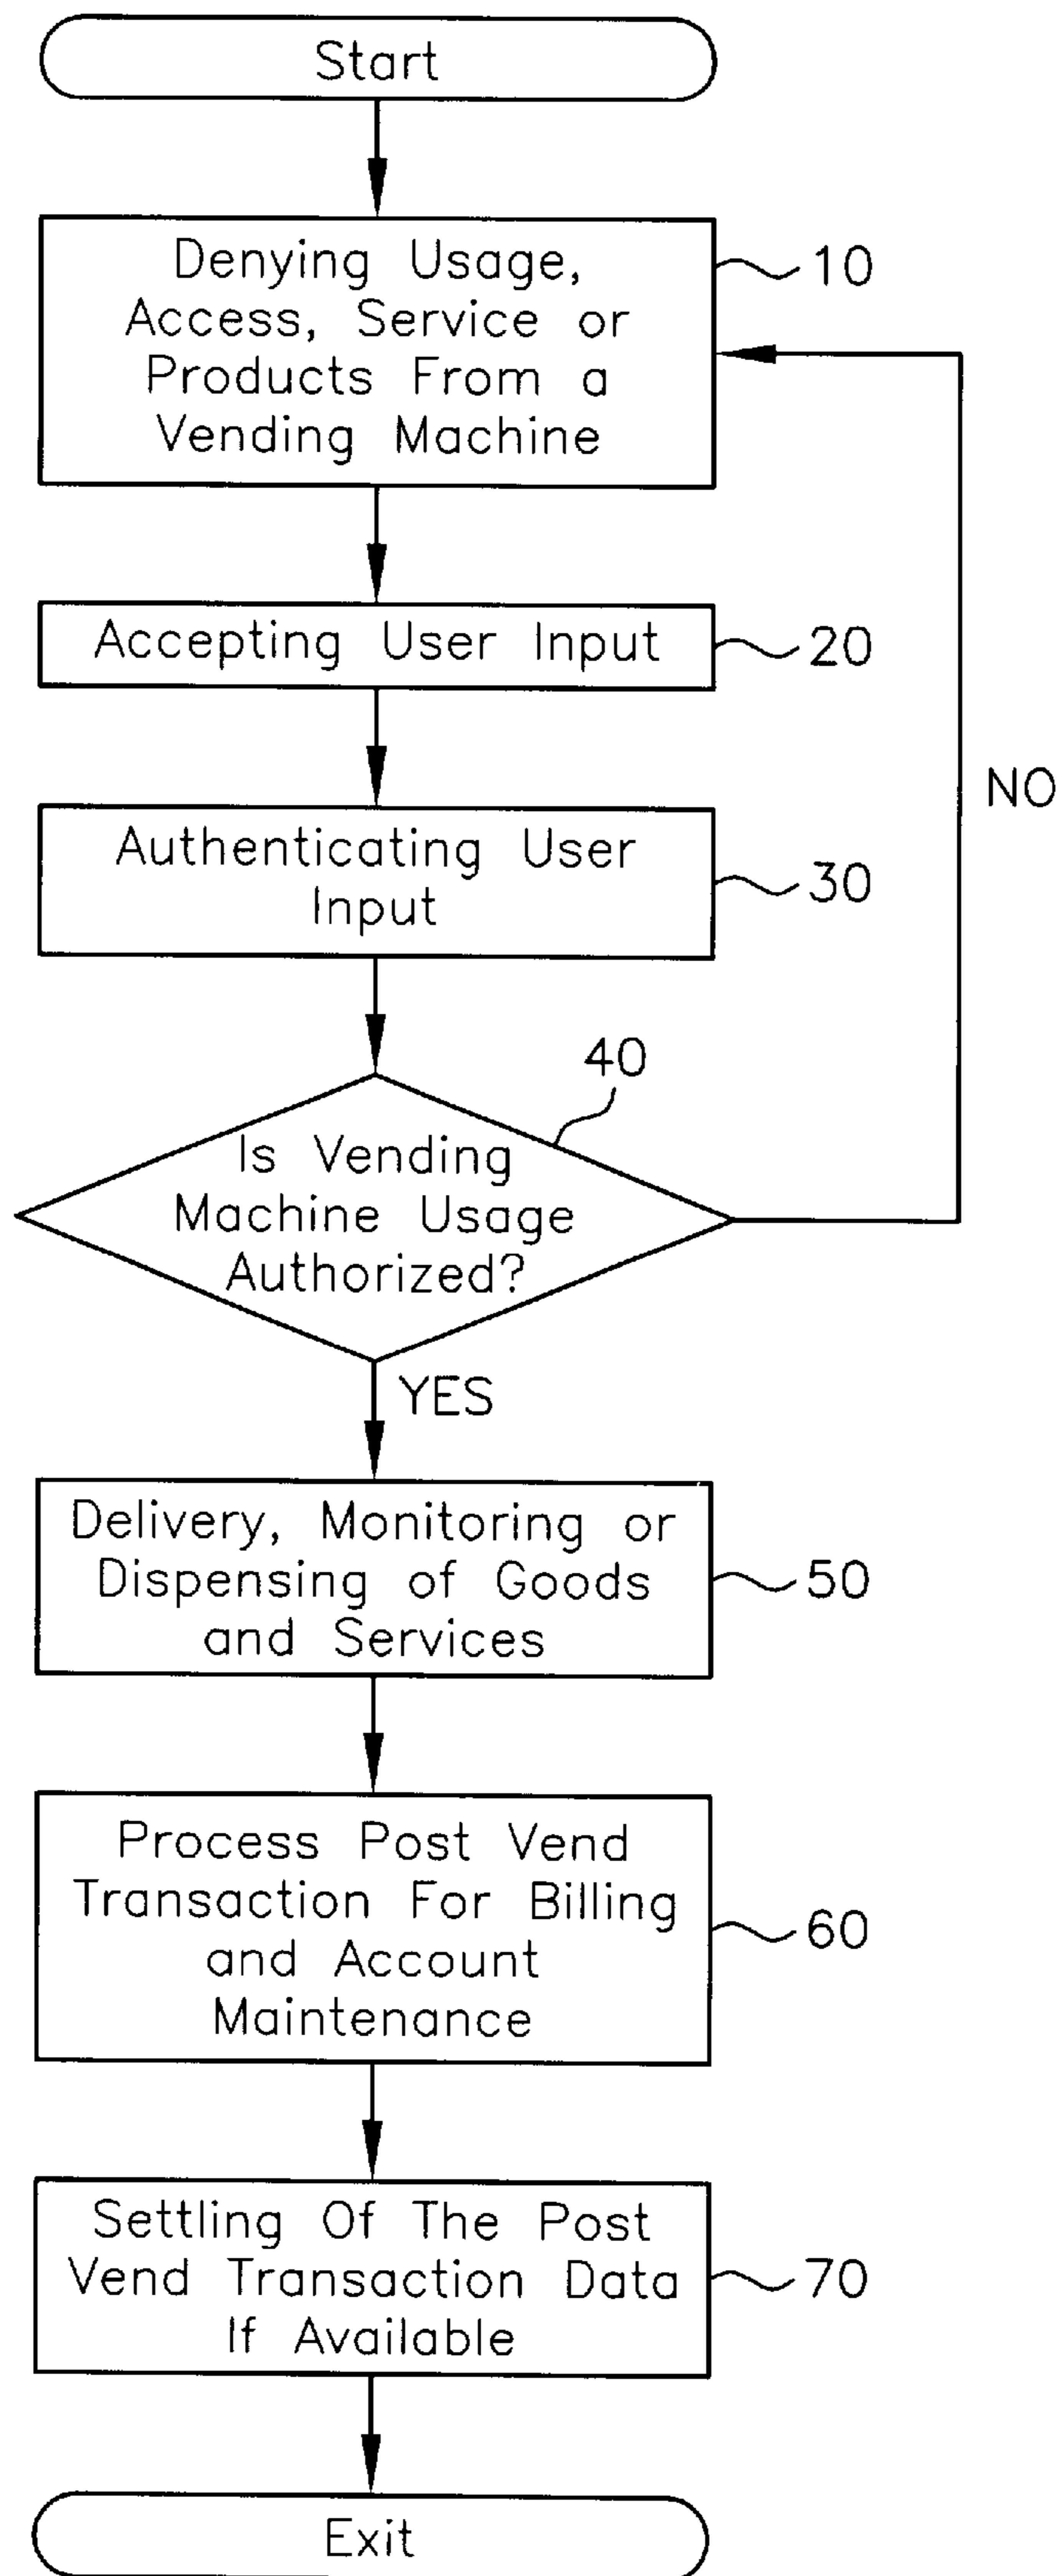 Start
Denying Usage,
Access, Service or
Products From a
Vending Machine
10
Accepting User Input
20
NO
Authenticating User
Input
30
40
Is Vending
Machine Usage
Authorized?
YES
Delivery, Monitoring or
Dispensing of Goods
and Services
50
Process Post Vend
Transaction For Billing
and Account
Maintenance
60
Settling Of The Post
Vend Transaction Data
If Available
70
Exit